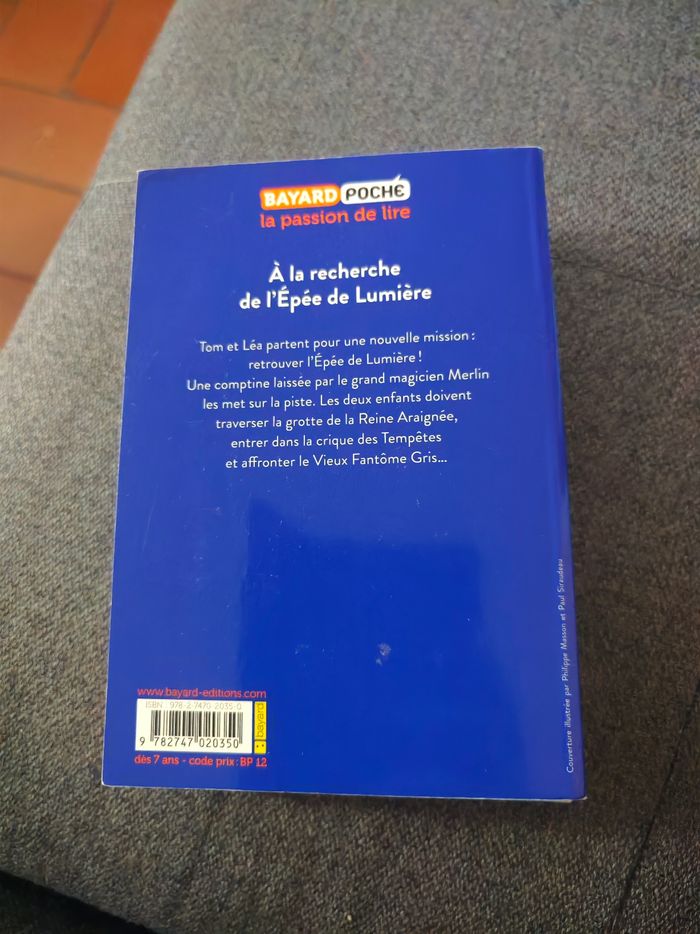 BAYARD POCHE
la passion de lire
À la recherche
de l'Épée de Lumière
Tom et Léa partent pour une nouvelle mission :
retrouver l'Épée de Lumière !
Une comptine laissée par le grand magicien Merlin
les met sur la piste. Les deux enfants doivent
traverser la grotte de la Reine Araignée,
entrer dans la crique des Tempêtes
et affronter le Vieux Fantôme Gris...
Couverture illustrée par Philippe Masson et Paul Siraudeau
www.bayard-editions.com
ISBN 978-2-7470-2035-0
bayard
9 782747 020350
dès 7 ans - code prix : BP 12